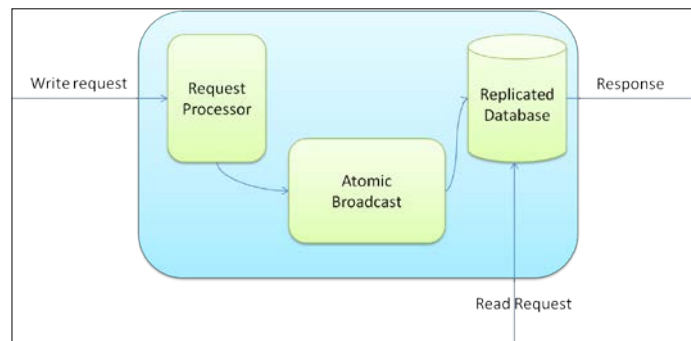 Write request
Request
Processor
Atomic
Broadcast
Replicated
Database
Response
Read Request